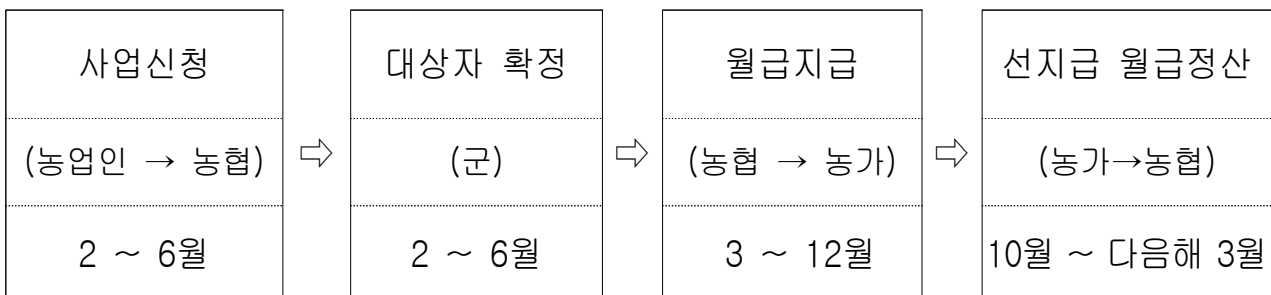 사업신청
(농업인 → 농협)
2 ~ 6월
⇨
대상자 확정
(군)
2 ~ 6월
⇨
월급지급
(농협 → 농가)
3 ~ 12월
⇨
선지급 월급정산
(농가→농협)
10월 ~ 다음해 3월